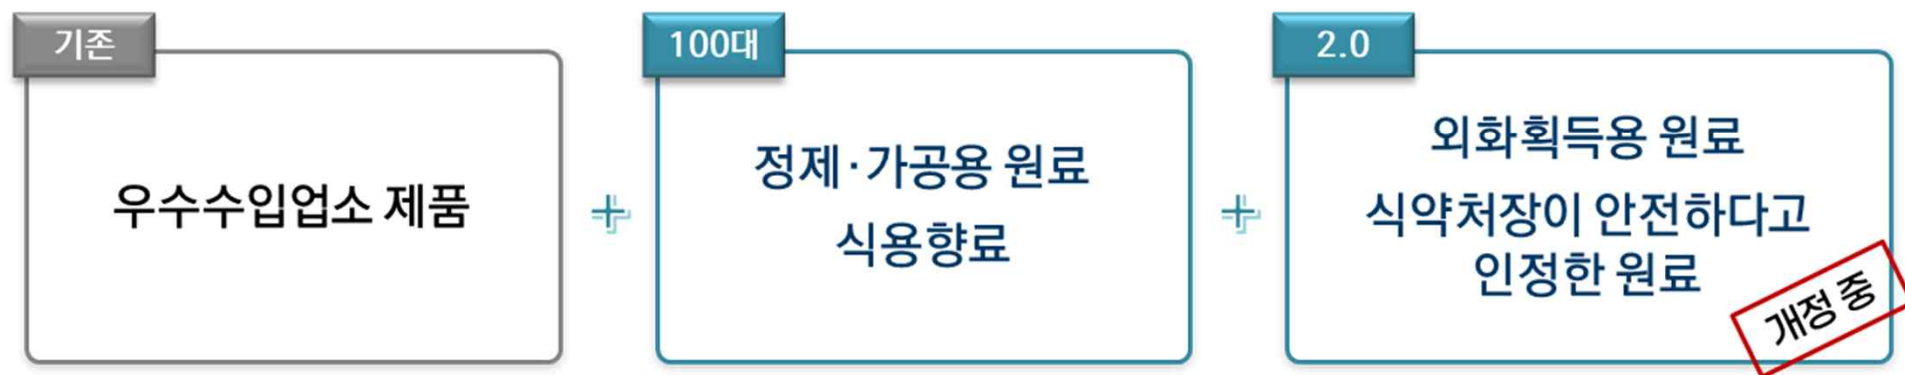 기존
우수수입업소 제품
+
100대
정제·가공용 원료
식용향료
+
2.0
외화획득용 원료
식약처장이 안전하다고
인정한 원료
개정 중